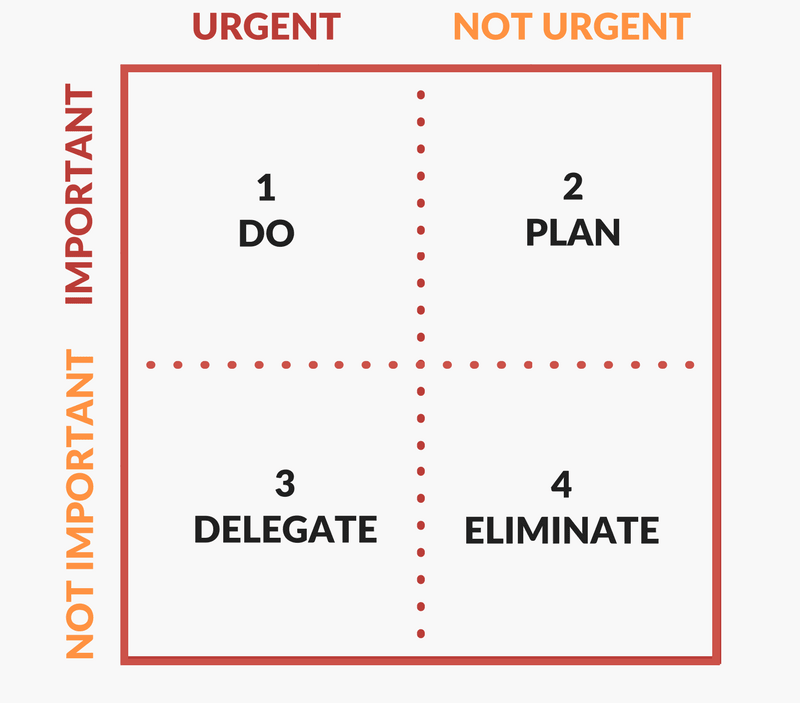 URGENT
NOT URGENT
IMPORTANT
1
DO
2
PLAN
NOT IMPORTANT
3
DELEGATE
4
ELIMINATE